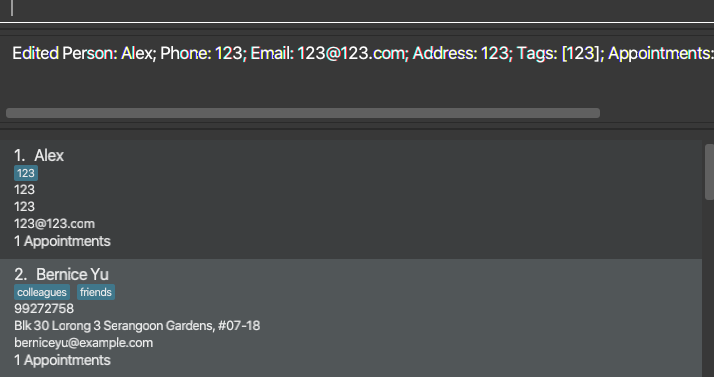 Edited Person: Alex; Phone: 123; Email: 123@123.com; Address: 123; Tags: [123]; Appointments:
1. Alex
123
123
123
123@123.com
1 Appointments
2. Bernice Yu
colleagues friends
99272758
Blk 30 Lorong 3 Serangoon Gardens, #07-18
berniceyu@example.com
1 Appointments